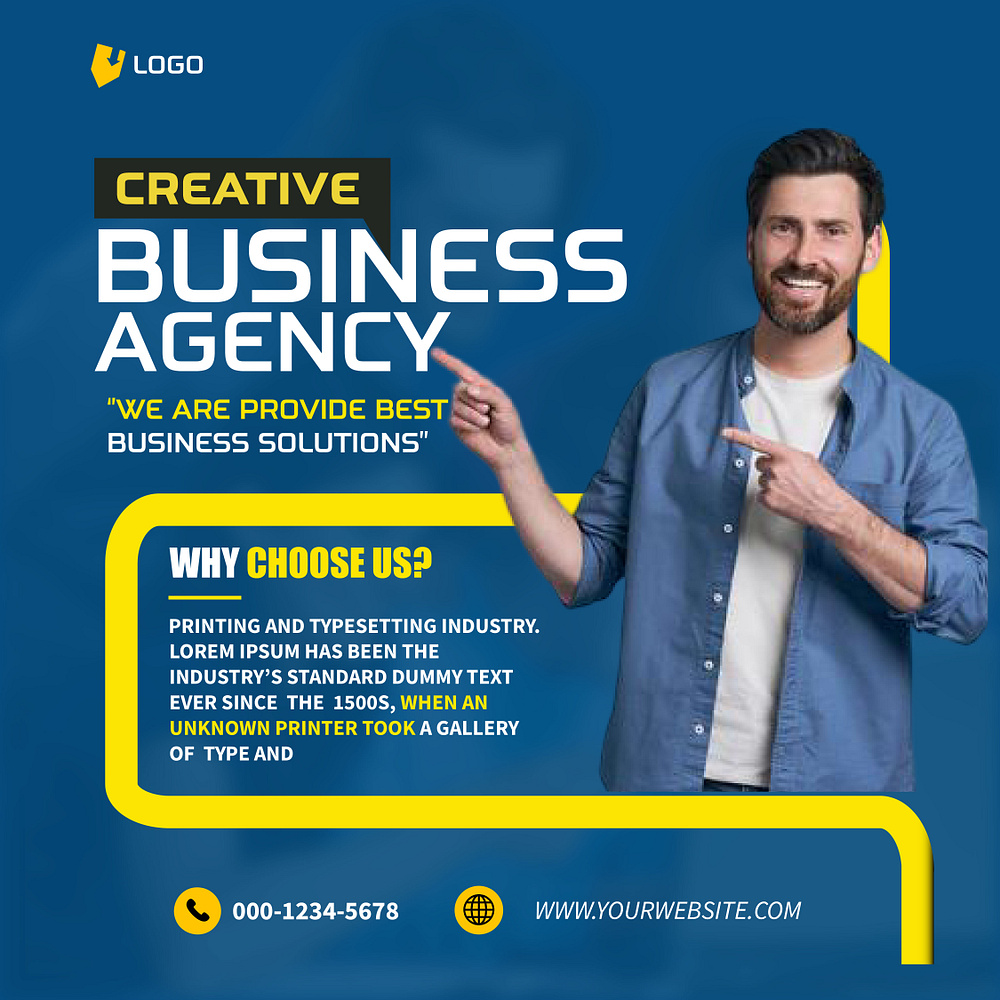 LOGO
CREATIVE
BUSINESS
AGENCY
"WE ARE PROVIDE BEST
BUSINESS SOLUTIONS"
WHY CHOOSE US?
PRINTING AND TYPESETTING INDUSTRY.
LOREM IPSUM HAS BEEN THE
INDUSTRY’S STANDARD DUMMY TEXT
EVER SINCE THE 1500S, WHEN AN
UNKNOWN PRINTER TOOK A GALLERY
OF TYPE AND
000-1234-5678
WWW.YOURWEBSITE.COM